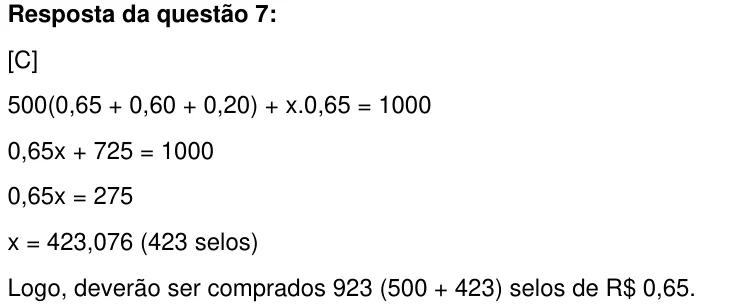 Resposta da questão 7:
[C]
500(0,65 + 0,60 + 0,20) + x.0,65 = 1000
0,65x + 725 = 1000
0,65x = 275
x = 423,076 (423 selos)
Logo, deverão ser comprados 923 (500 + 423) selos de R$ 0,65.